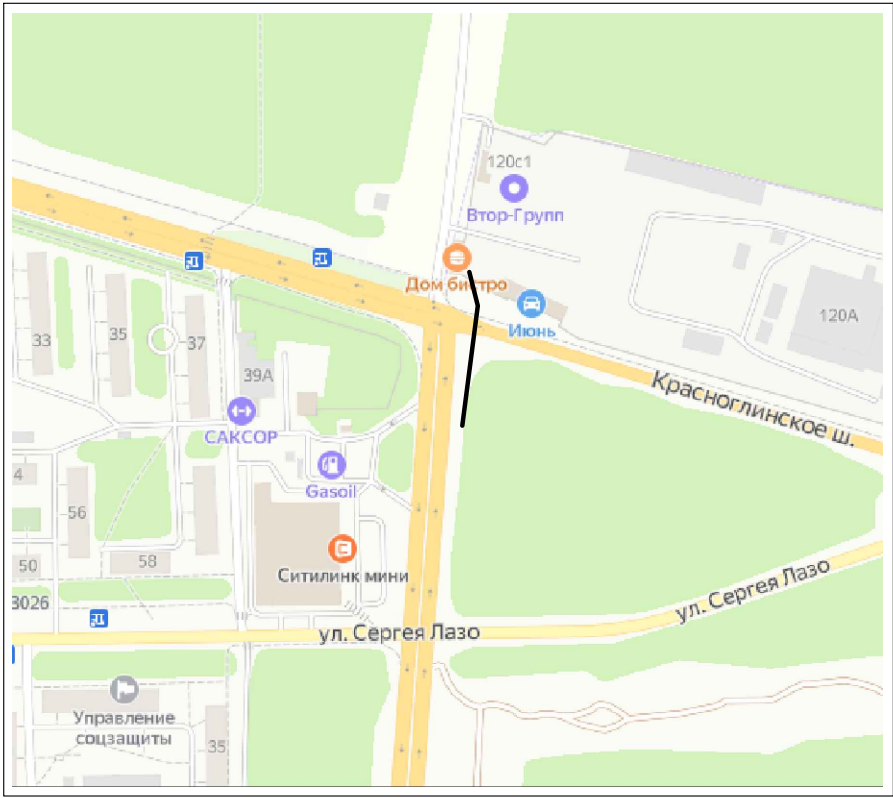 120с1
Втор-Групп
Дом бистро
Июнь
120А
33
35
37
39А
Красноглинское ш.
САКСОР
4
Gasoil
56
Ситилинк мини
50
58
ул. Сергея Лазо
3026
ул. Сергея Лазо
Управление
соцзащиты
35